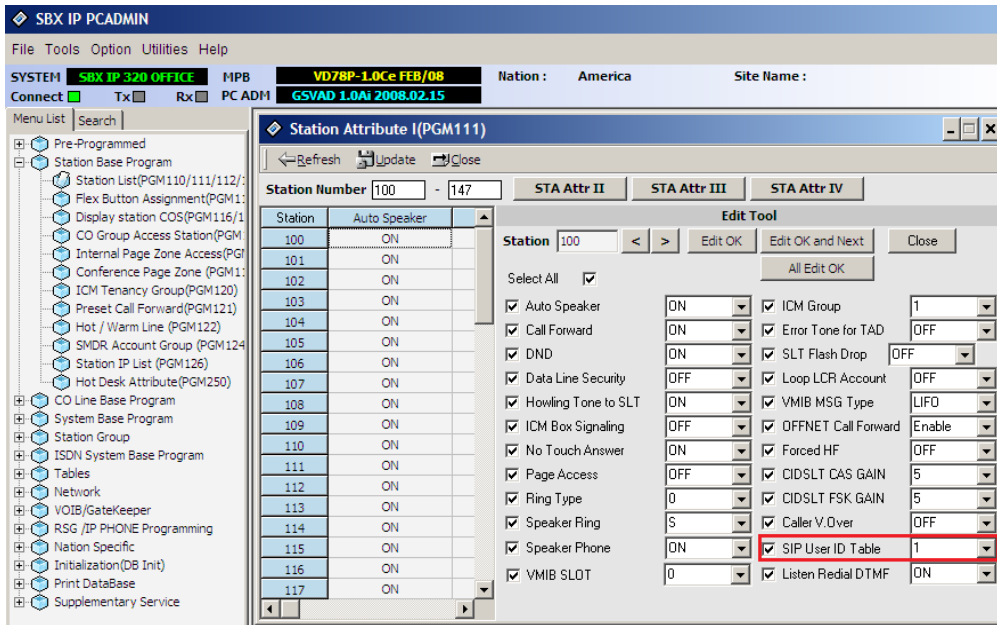 SBX IP PCADMIN
File Tools Option Utilities Help
SYSTEM SBX IP 320 OFFICE MPB VD78P-1.0Ce FEB/08 Nation : America Site Name :
Connect Tx Rx PC ADM GSVAD 1.0Ai 2008.02.15
Menu List Search
Pre-Programmed
Station Base Program
Station List(PGM110/111/112/
Flex Button Assignment(PGM1
Display station COS(PGM116/1
CO Group Access Station(PGM
Internal Page Zone Access(PGM
Conference Page Zone (PGM1
ICM Tenancy Group(PGM120)
Preset Call Forward(PGM121)
Hot / Warm Line (PGM122)
SMDR Account Group (PGM124
Station IP List (PGM126)
Hot Desk Attribute(PGM250)
CO Line Base Program
System Base Program
Station Group
ISDN System Base Program
Tables
Network
VOIB/GateKeeper
RSG /IP PHONE Programming
Nation Specific
Initialization(DB Init)
Print DataBase
Supplementary Service
Station Attribute I(PGM111)
Refresh Update Close
Station Number 100 - 147 STA Attr II STA Attr III STA Attr IV
Station Auto Speaker
100 ON
101 ON
102 ON
103 ON
104 ON
105 ON
106 ON
107 ON
108 ON
109 ON
110 ON
111 ON
112 ON
113 ON
114 ON
115 ON
116 ON
117 ON
Edit Tool
Station 100 < > Edit OK Edit OK and Next Close
Select All All Edit OK
Auto Speaker ON ICM Group 1
Call Forward ON Error Tone for TAD OFF
DND ON SLT Flash Drop OFF
Data Line Security OFF Loop LCR Account OFF
Howling Tone to SLT ON VMIB MSG Type LIFO
ICM Box Signaling OFF OFFNET Call Forward Enable
No Touch Answer ON Forced HF OFF
Page Access OFF CIDSLT CAS GAIN 5
Ring Type 0 CIDSLT FSK GAIN 5
Speaker Ring S Caller V.Over OFF
Speaker Phone ON SIP User ID Table 1
VMIB SLOT 0 Listen Redial DTMF ON